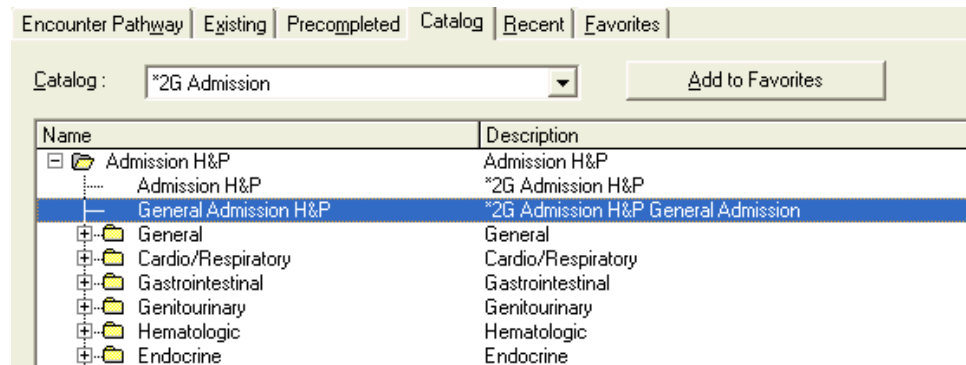 Encounter Pathway Existing Precompleted Catalog Recent Favorites
Catalog : *2G Admission Add to Favorites
Name Description
Admission H&P Admission H&P
Admission H&P *2G Admission H&P
General Admission H&P *2G Admission H&P General Admission
General General
Cardio/Respiratory Cardio/Respiratory
Gastrointestinal Gastrointestinal
Genitourinary Genitourinary
Hematologic Hematologic
Endocrine Endocrine